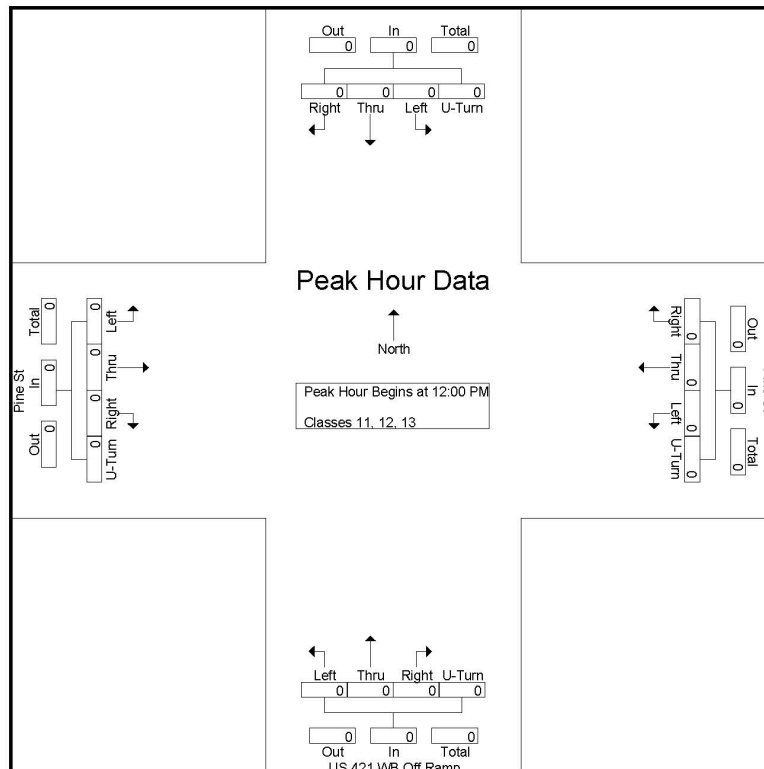 Out In Total
0 0 0
0 0 0 0
Right Thru Left U-Turn
Peak Hour Data
North
Peak Hour Begins at 12:00 PM
Classes 11, 12, 13
Pine St
Out In Total
0 0 0
0 0 0 0
U-Turn Right Thru Left
Out In Total
0 0 0
0 0 0 0
Right Thru Left U-Turn
Left Thru Right U-Turn
0 0 0 0
0 0 0
Out In Total
US 421 WB Off Ramp